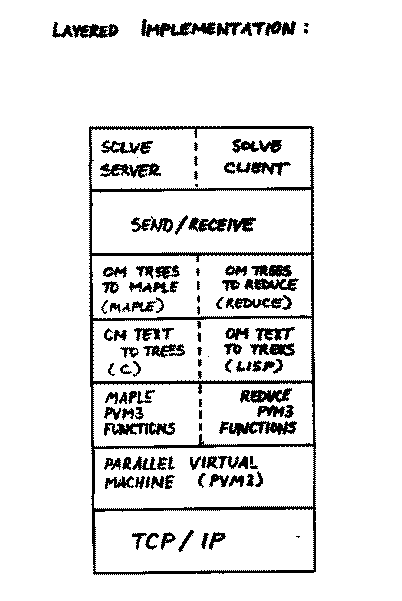 LAYERED IMPLEMENTATION:
SOLVE SERVER
SOLVE CLIENT
SEND/RECEIVE
OM TREES
TO MAPLE
(MAPLE)
OM TREES
TO REDUCE
(REDUCE)
OM TEXT
TO TREES
(C)
OM TEXT
TO TREES
(LISP)
MAPLE
PVM3
FUNCTIONS
REDUCE
PVM3
FUNCTIONS
PARALLEL VIRTUAL
MACHINE (PVM3)
TCP/IP